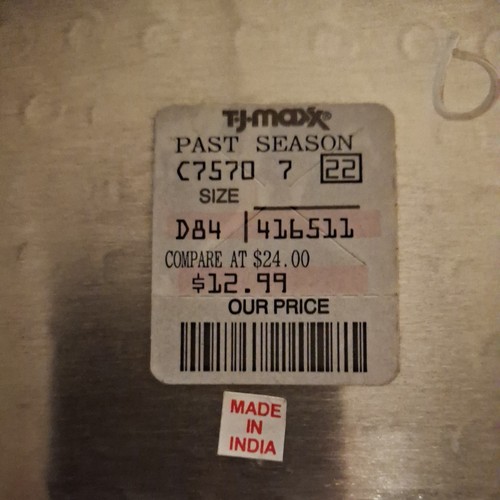 T·J·maxx®
PAST SEASON
C7570 7 22
SIZE
D84 | 416511
COMPARE AT $24.00
$12.99
OUR PRICE
MADE
IN
INDIA